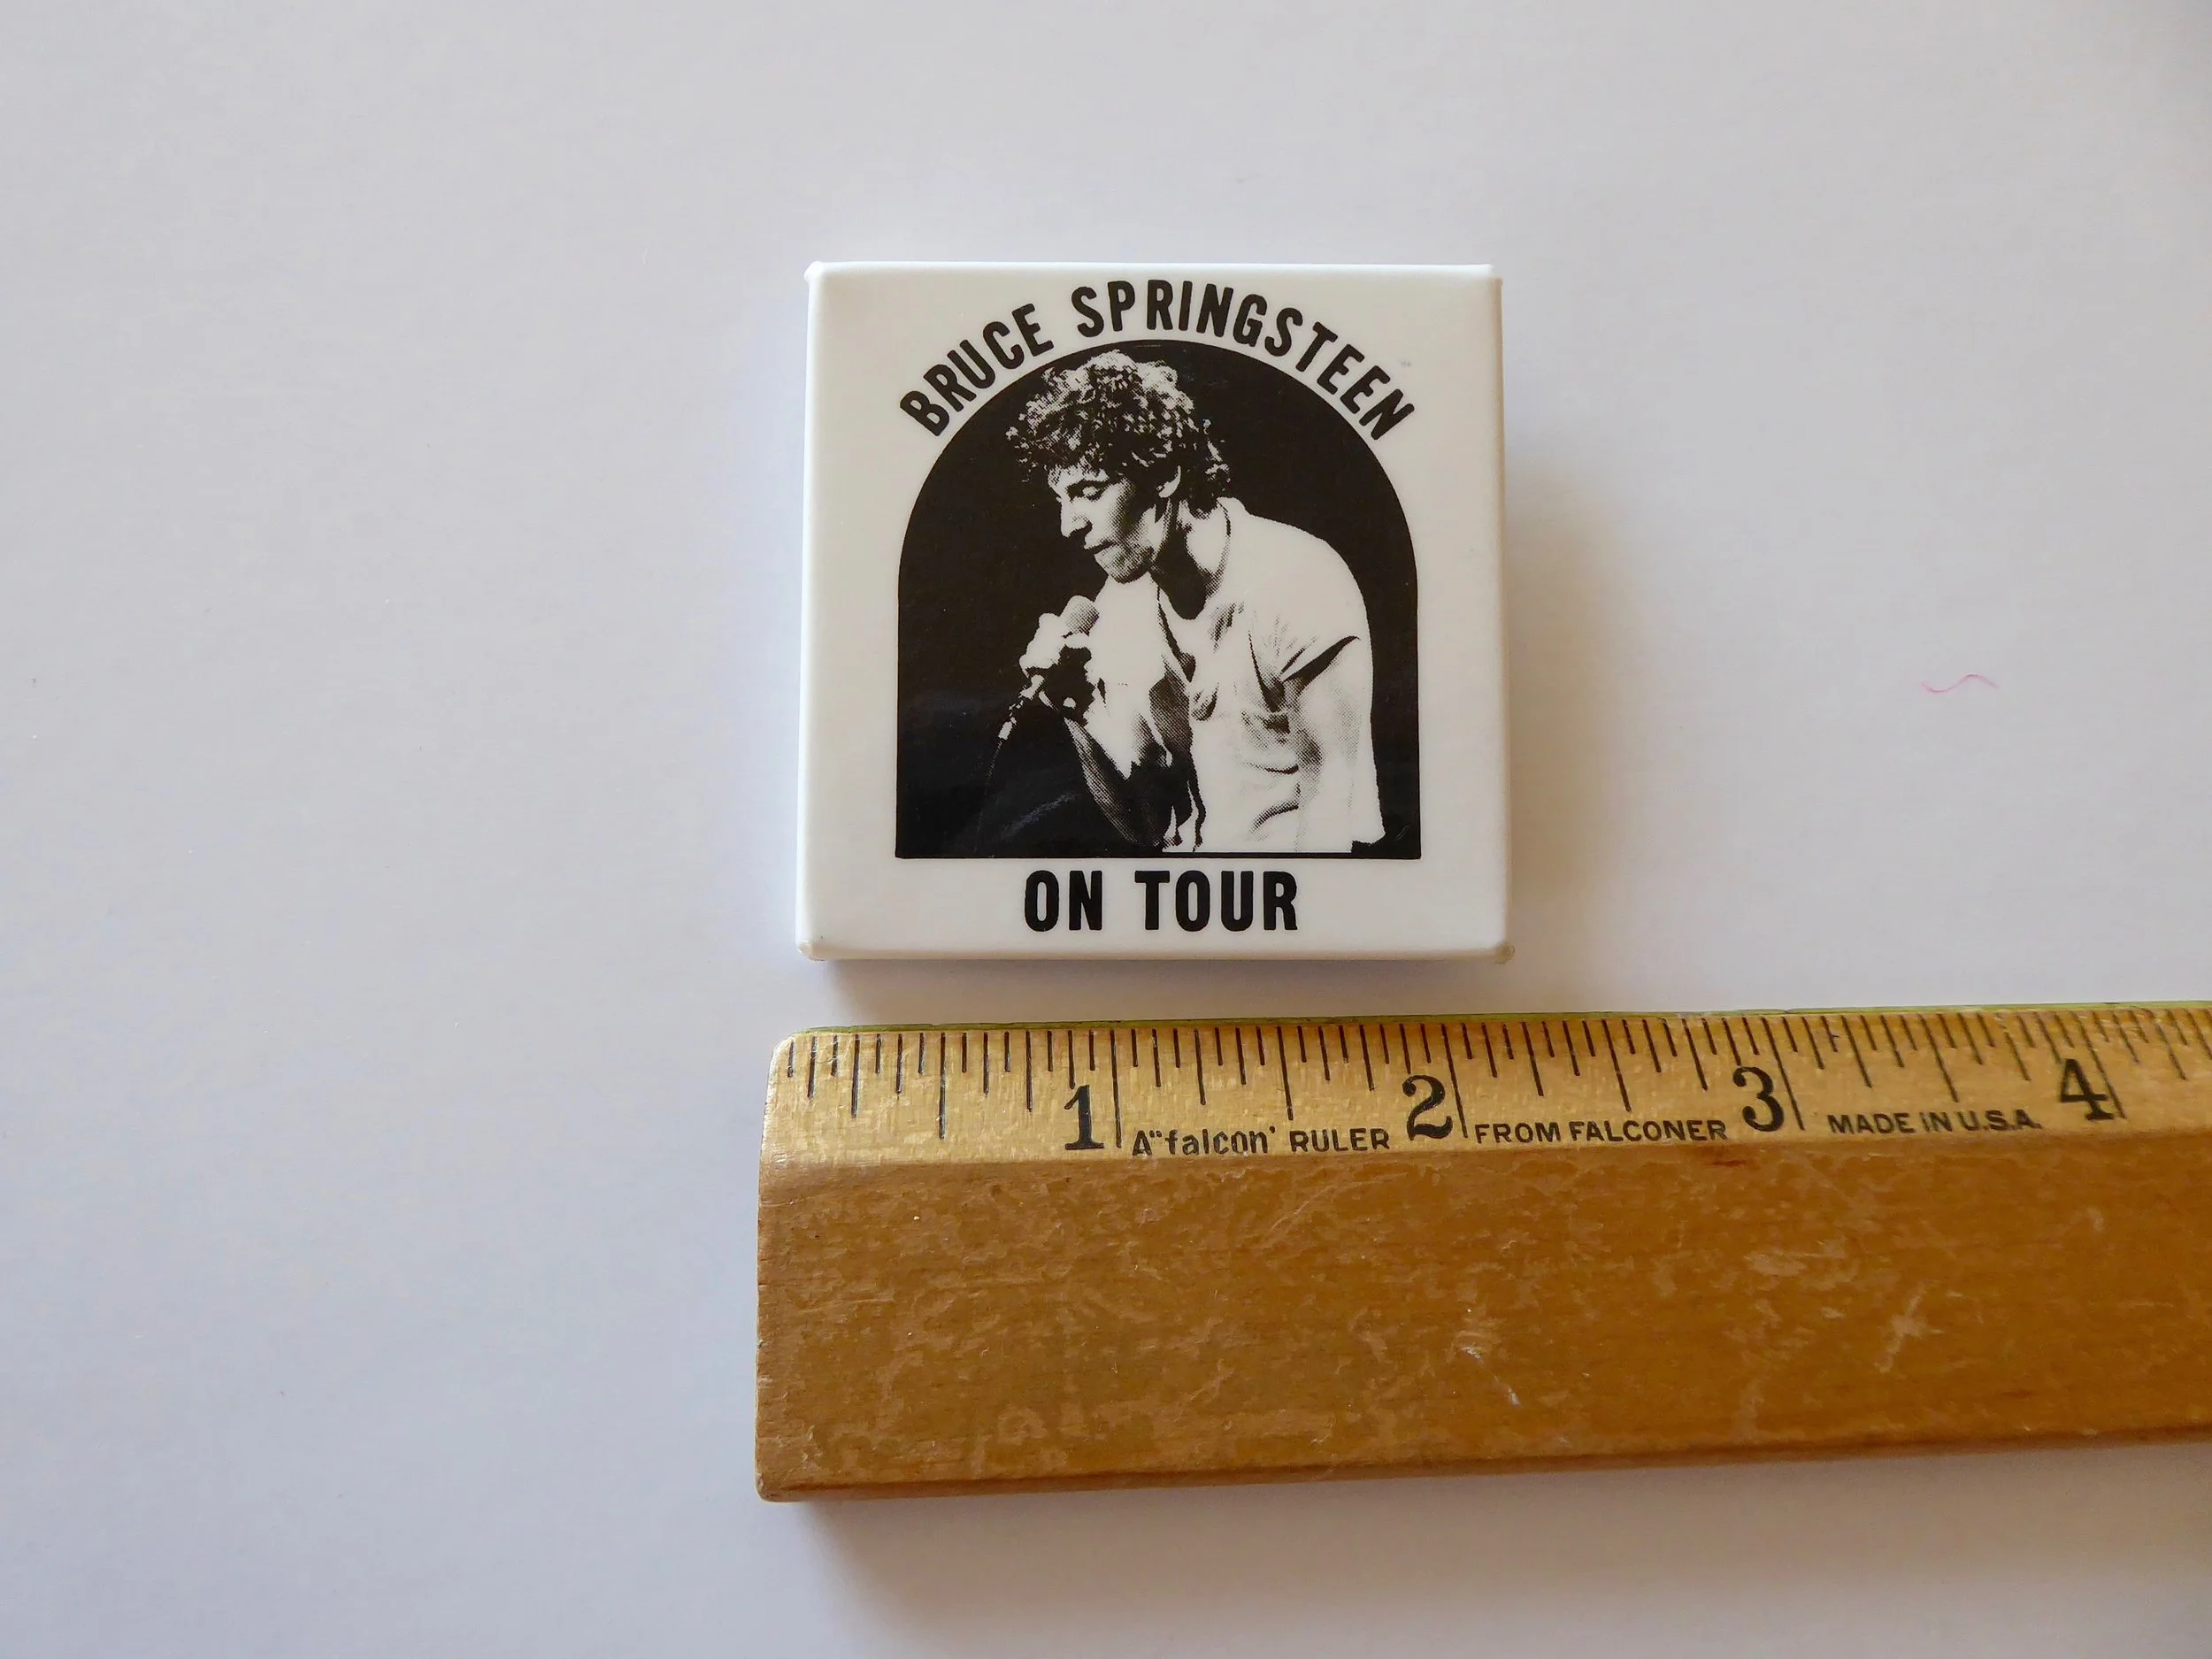 BRUCE SPRINGSTEEN
ON TOUR
1 2 3 4
A "falcon' RULER FROM FALCONER MADE IN U.S.A.